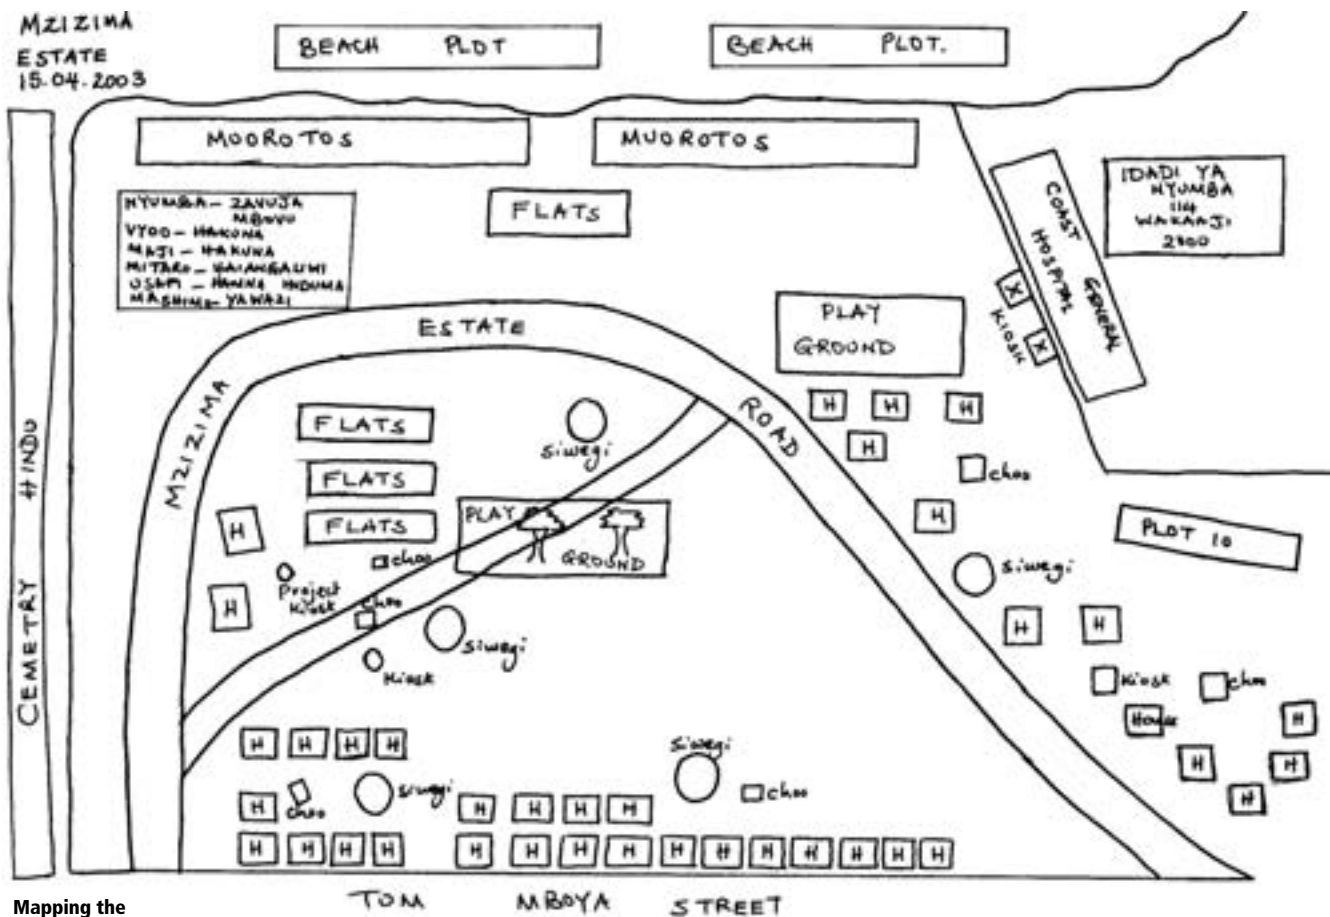 MZIZIMA
ESTATE
15.04.2003
BEACH PLOT
BEACH PLOT.
MOOROTOS
MUOROTOS
NYUMBA - ZAVUJA
MBOVU
VYOO - HAKUNA
MAJI - HAKUNA
MITARO - HAIANGALIWI
USAFI - HAKUNA HUDUMA
MASHIMO - YAWAZI
FLATS
COAST GENERAL
HOSPITAL
X
X
KIOSK
IDADI YA
NYUMBA
114
WAKAAJI
2800
PLAY
GROUND
MZIZIMA ESTATE ROAD
CEMETRY HINDU
FLATS
FLATS
FLATS
Siwegi
H H H
H
choo
H
PLAY
GROUND
PLOT 10
H
choo
Siwegi
Project
Kiosk
H
choo
Siwegi
H H
Kiosk
Kiosk
choo
House
H
H H
H
H H H H
Siwegi
choo
H
choo
Siwegi
H H H M
H H H H
H H H M H H H H H H H
TOM MBOYA STREET
Mapping the